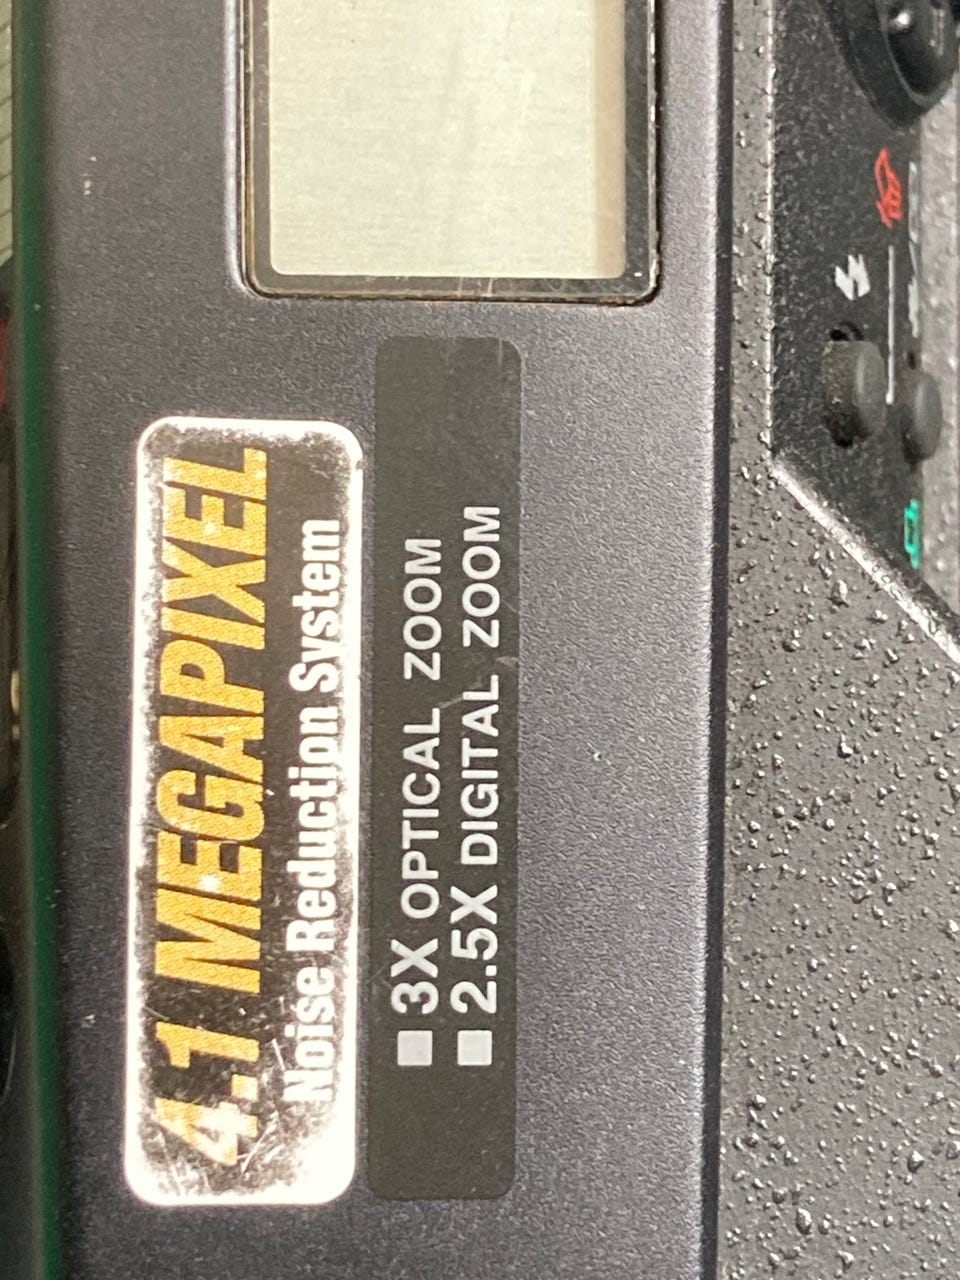 4.1 MEGAPIXEL
Noise Reduction System
3X OPTICAL ZOOM
2.5X DIGITAL ZOOM